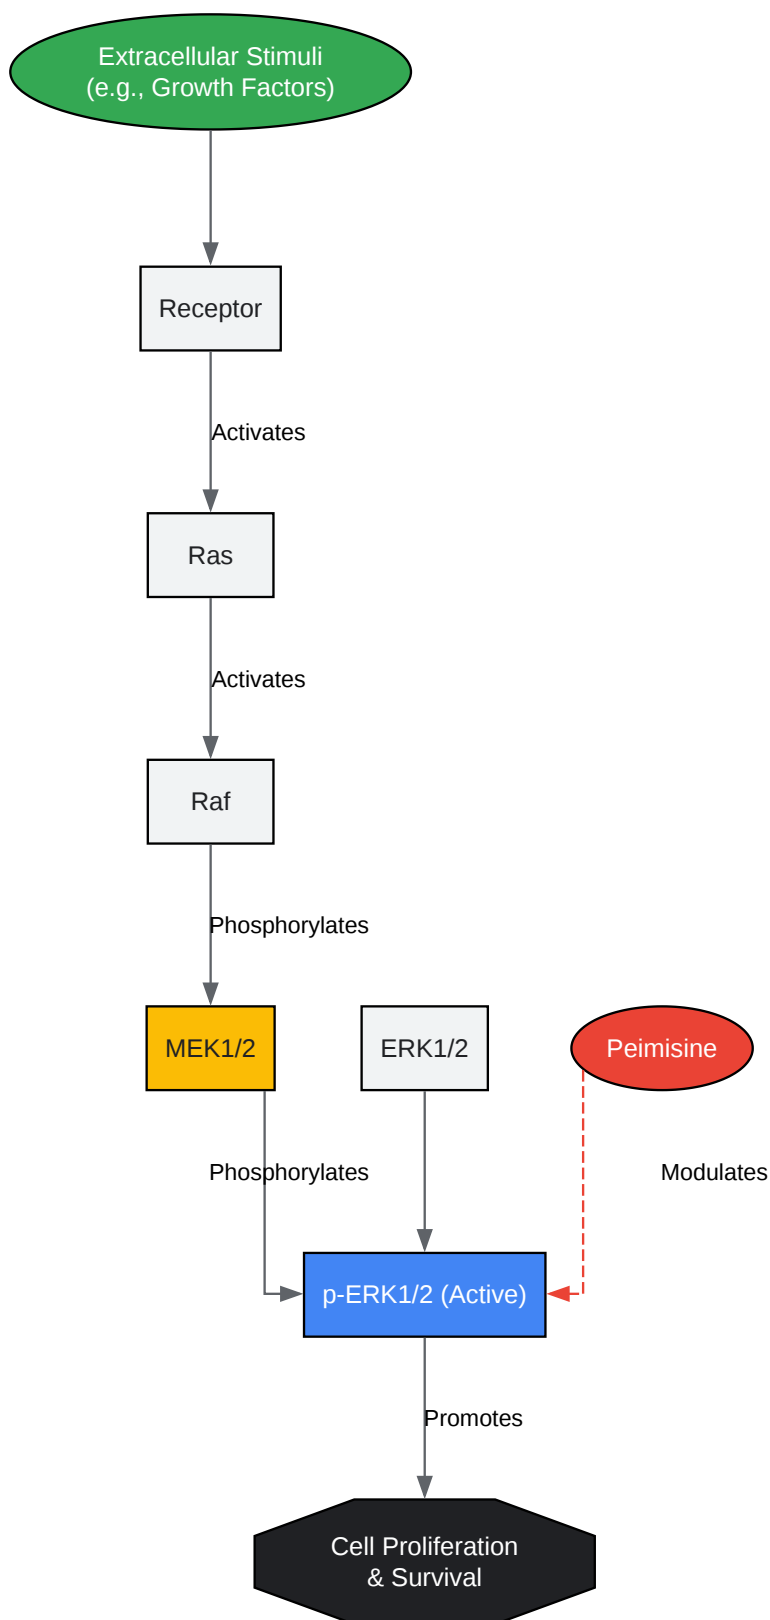 Extracellular Stimuli
(e.g., Growth Factors)
Receptor
Activates
Ras
Activates
Raf
Phosphorylates
MEK1/2
ERK1/2
Peimisine
Phosphorylates
Modulates
p-ERK1/2 (Active)
Promotes
Cell Proliferation
& Survival